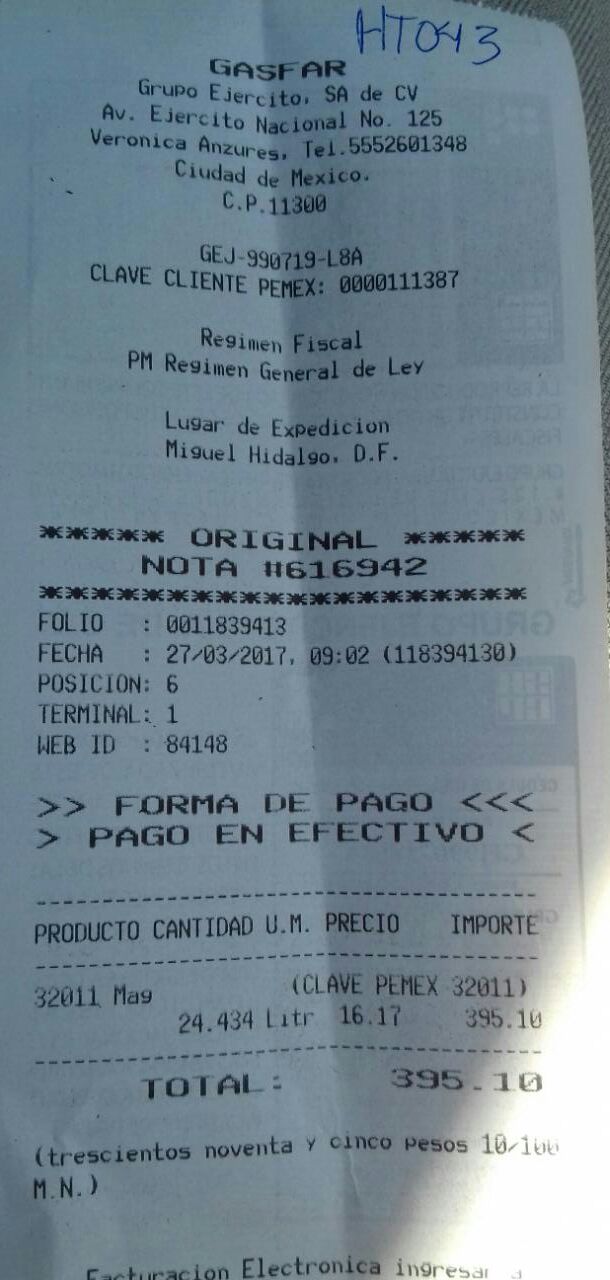 HT043
GASFAR
Grupo Ejercito, SA de CV
Av. Ejercito Nacional No. 125
Veronica Anzures, Tel.5552601348
Ciudad de Mexico.
C.P.11300
GEJ-990719-L8A
CLAVE CLIENTE PEMEX: 0000111387
Regimen Fiscal
PM Regimen General de Ley
Lugar de Expedicion
Miguel Hidalgo, D.F.
***** ORIGINAL *****
NOTA #616942
**************************
FOLIO : 0011839413
FECHA : 27/03/2017, 09:02 (118394130)
POSICION: 6
TERMINAL: 1
WEB ID : 84148
>> FORMA DE PAGO <<<
> PAGO EN EFECTIVO <
PRODUCTO CANTIDAD U.M. PRECIO IMPORTE
32011 Mag (CLAVE PEMEX 32011)
24.434 Litr 16.17 395.10
TOTAL: 395.10
(trescientos noventa y cinco pesos 10/100
M.N.)
Facturacion Electronica ingresar a